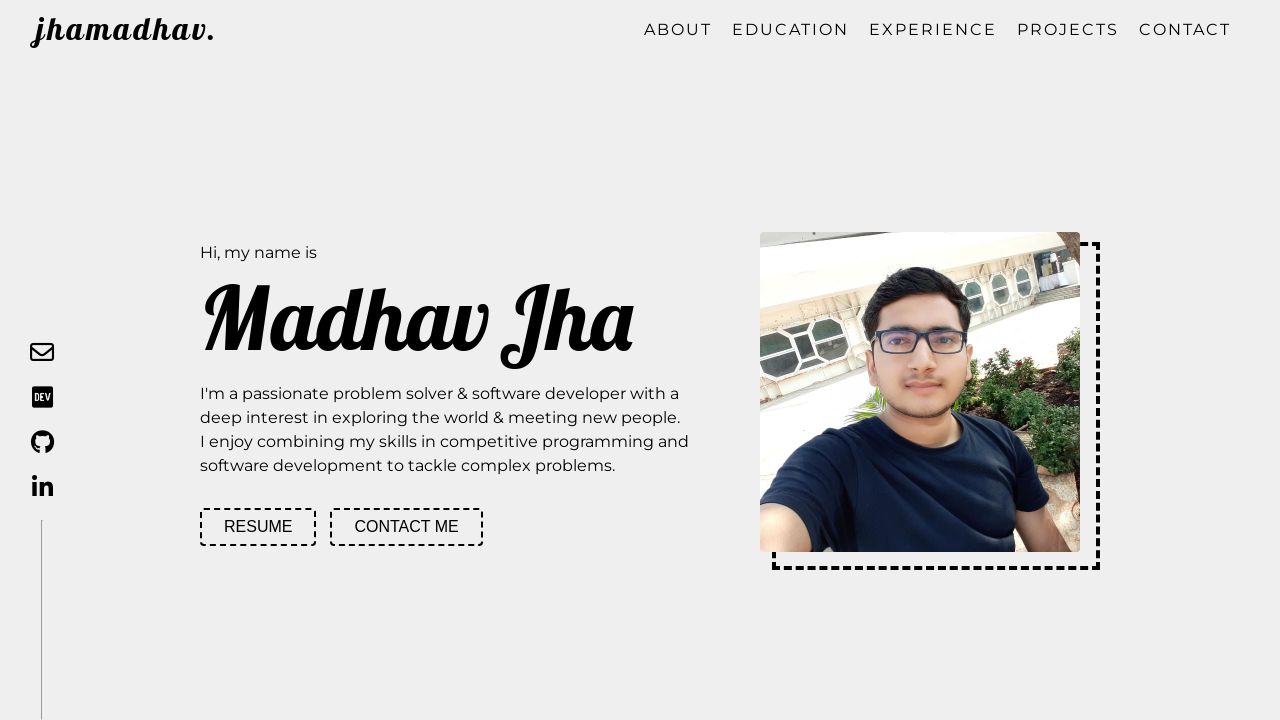 jhamadhav.
ABOUT EDUCATION EXPERIENCE PROJECTS CONTACT
Hi, my name is
Madhav Jha
I'm a passionate problem solver & software developer with a
deep interest in exploring the world & meeting new people.
I enjoy combining my skills in competitive programming and
software development to tackle complex problems.
RESUME CONTACT ME
DEV
in